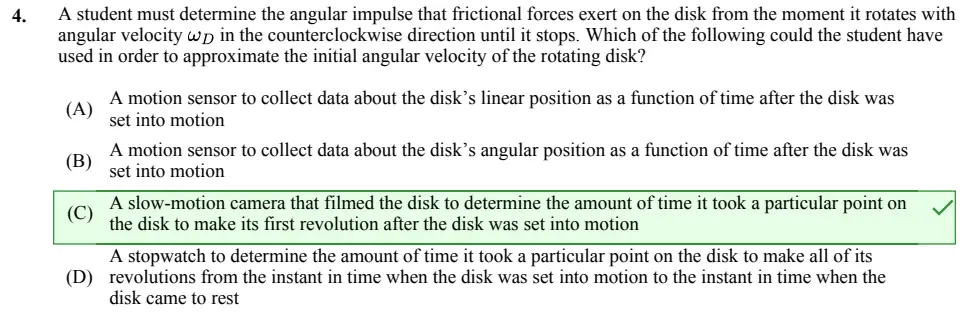 4. A student must determine the angular impulse that frictional forces exert on the disk from the moment it rotates with
angular velocity ω_D in the counterclockwise direction until it stops. Which of the following could the student have
used in order to approximate the initial angular velocity of the rotating disk?
(A) A motion sensor to collect data about the disk’s linear position as a function of time after the disk was
set into motion
(B) A motion sensor to collect data about the disk’s angular position as a function of time after the disk was
set into motion
(C) A slow-motion camera that filmed the disk to determine the amount of time it took a particular point on
the disk to make its first revolution after the disk was set into motion
A stopwatch to determine the amount of time it took a particular point on the disk to make all of its
(D) revolutions from the instant in time when the disk was set into motion to the instant in time when the
disk came to rest